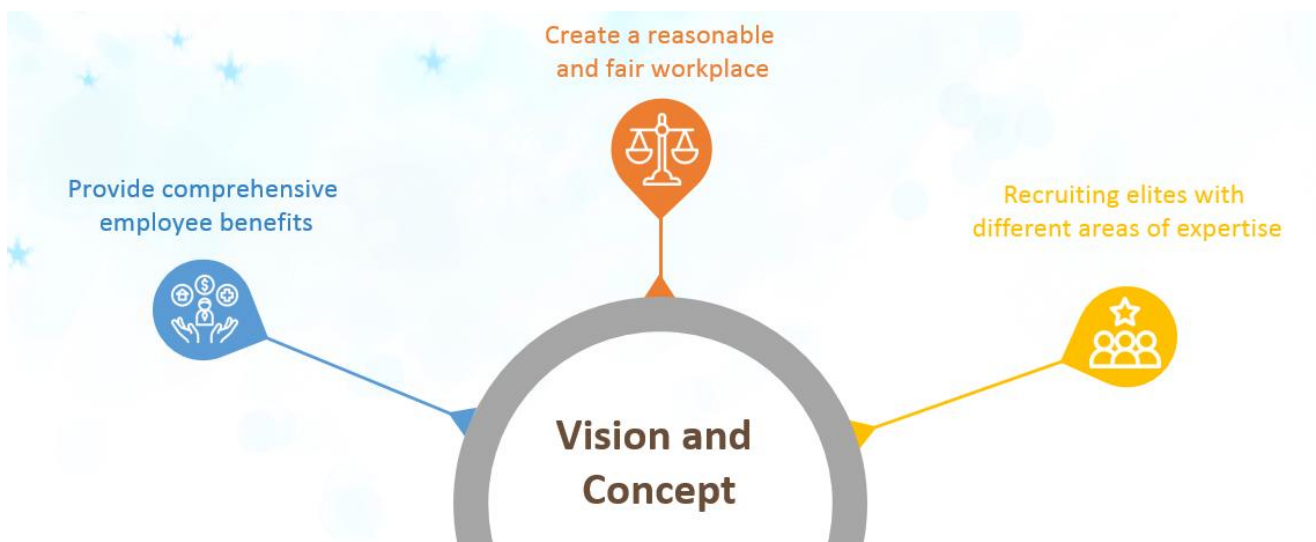 Create a reasonable
and fair workplace
Provide comprehensive
employee benefits
Recruiting elites with
different areas of expertise
Vision and
Concept